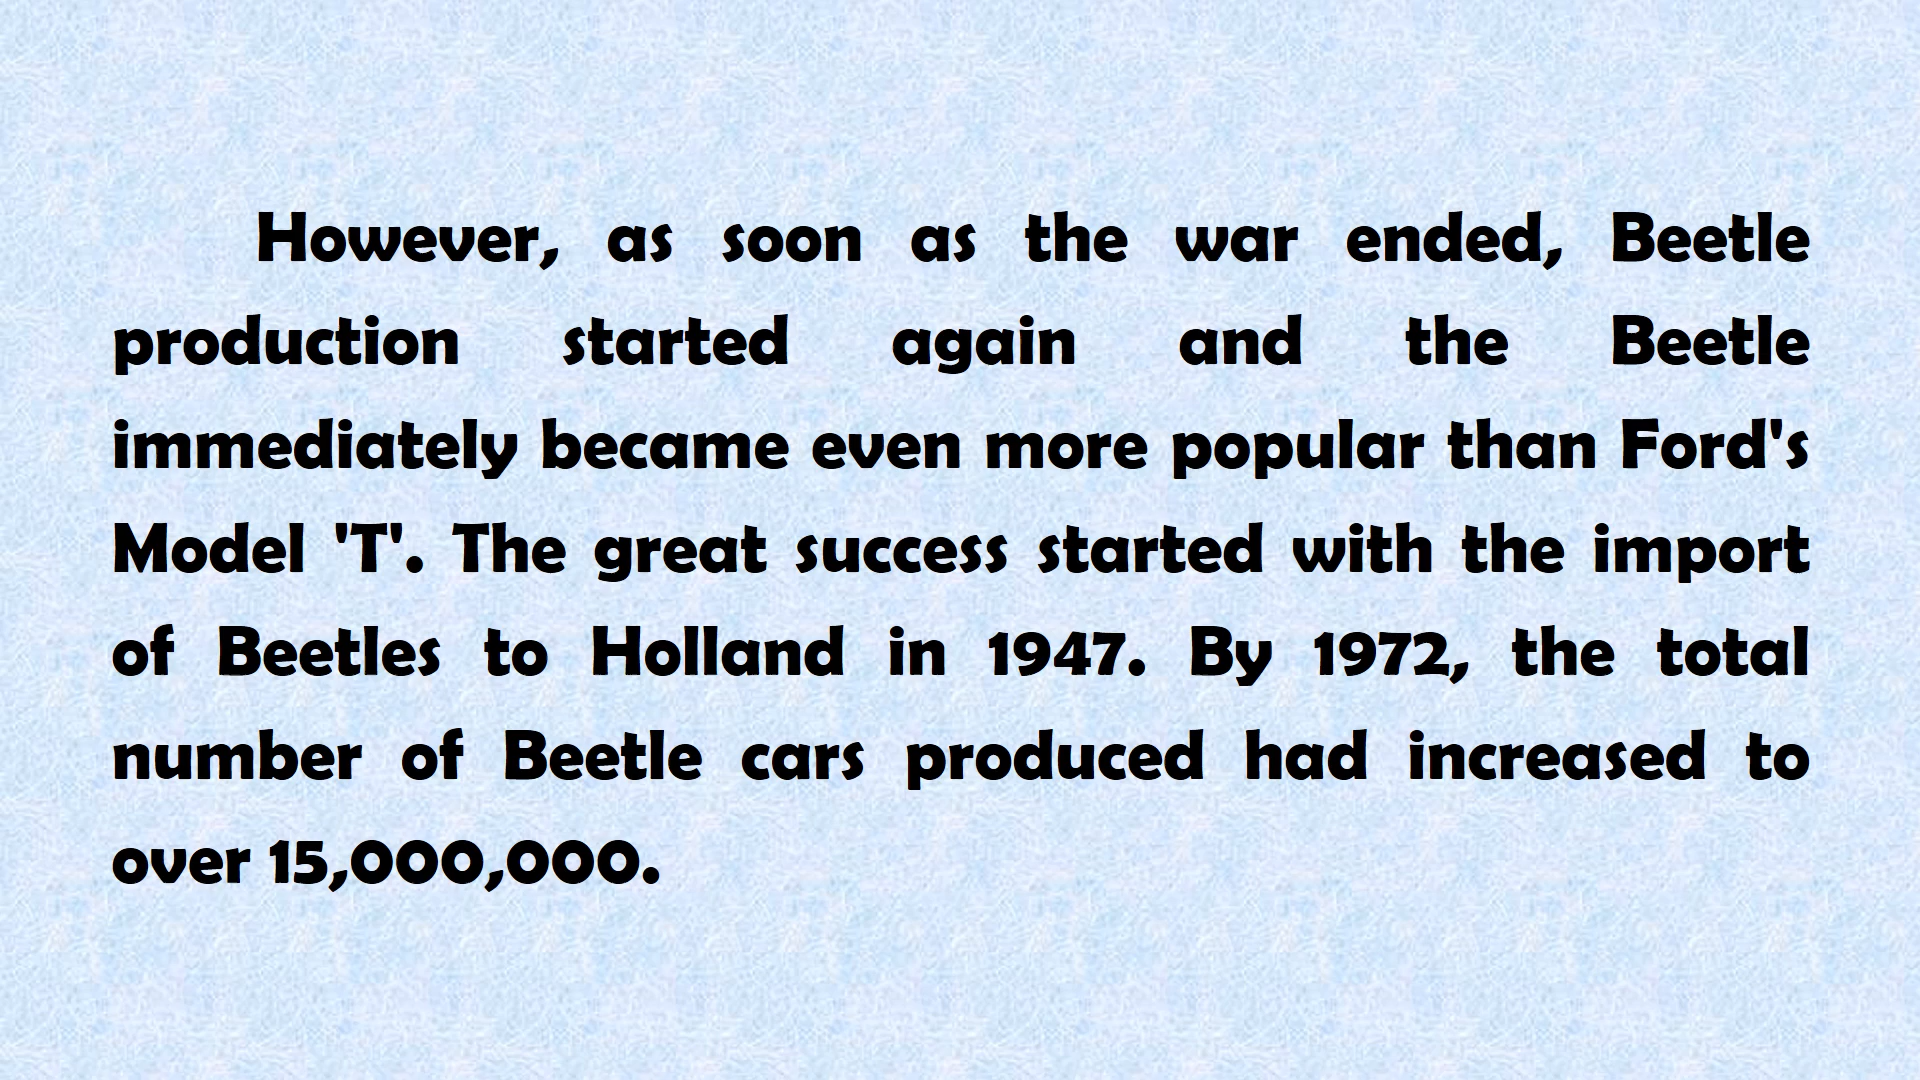 However, as soon as the war ended, Beetle
production started again and the Beetle
immediately became even more popular than Ford's
Model 'T'. The great success started with the import
of Beetles to Holland in 1947. By 1972, the total
number of Beetle cars produced had increased to
over 15,000,000.